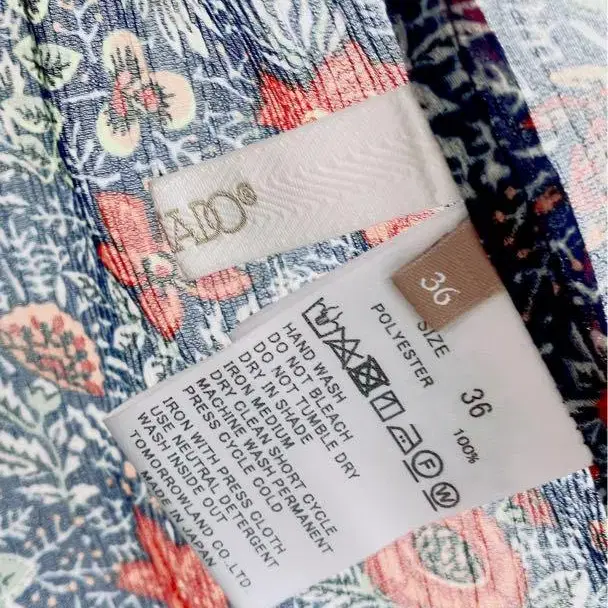 ADO®
36
SIZE 36
POLYESTER 100%
HAND WASH
DO NOT BLEACH
DO NOT TUMBLE DRY
DRY IN SHADE
IRON MEDIUM
DRY CLEAN SHORT CYCLE
MACHINE WASH PERMANENT
PRESS CYCLE COLD
IRON WITH PRESS CLOTH
USE NEUTRAL DETERGENT
WASH INSIDE OUT
TOMORROWLAND CO.,LTD
MADE IN JAPAN